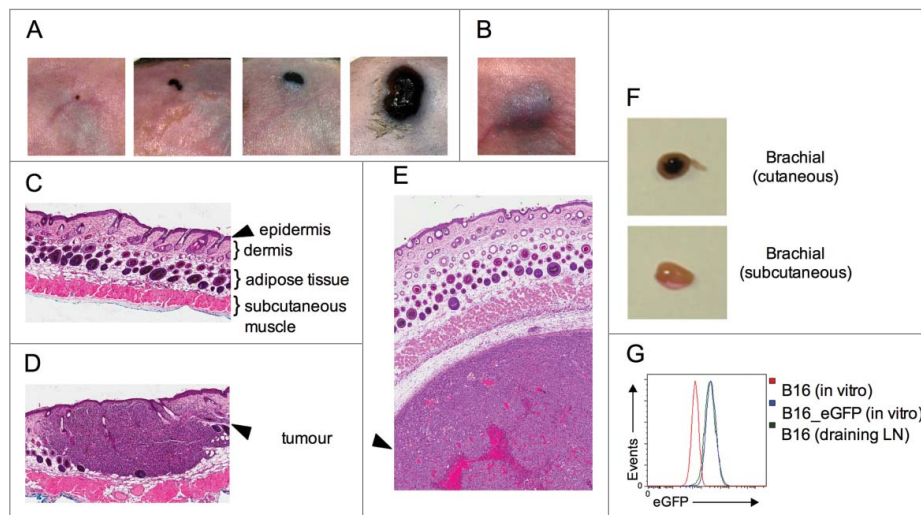 A
B
C
epidermis
dermis
adipose tissue
subcutaneous
muscle
D
tumour
E
F
Brachial
(cutaneous)
Brachial
(subcutaneous)
G
Events
0
eGFP
B16 (in vitro)
B16_eGFP (in vitro)
B16 (draining LN)